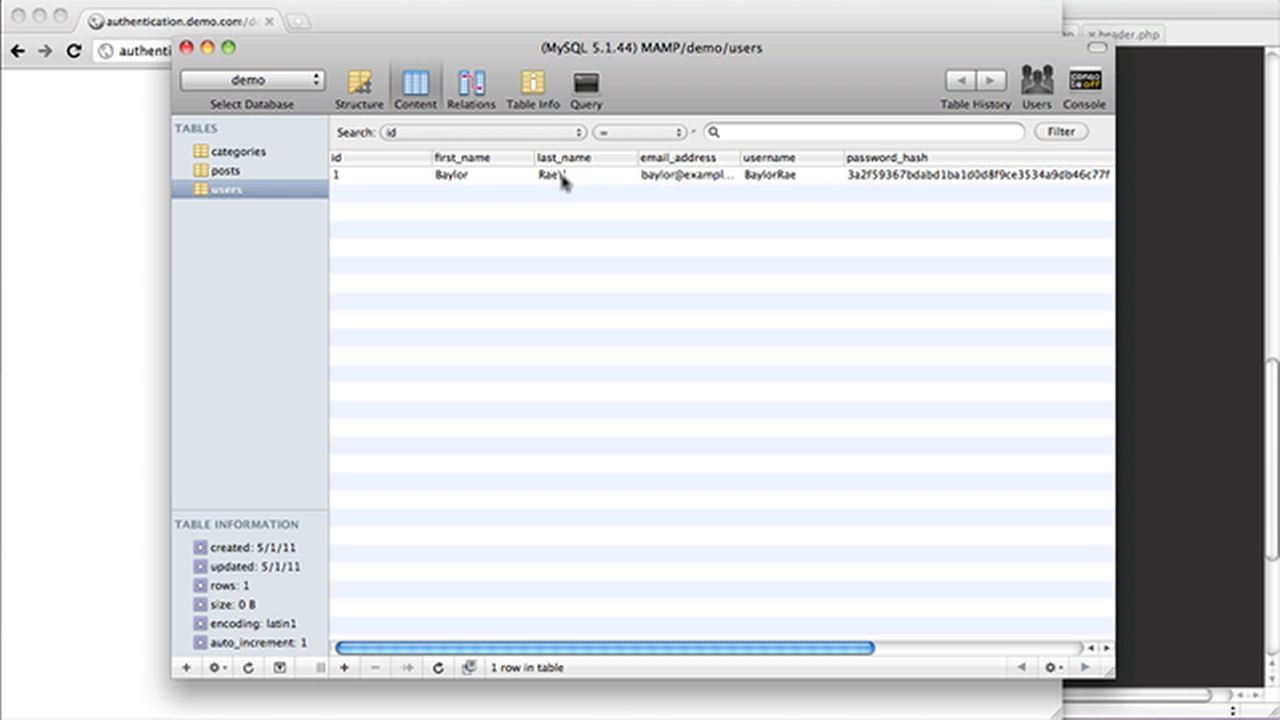 authentication.demo.com/d
header.php
authenti
(MySQL 5.1.44) MAMP/demo/users
demo
Select Database
Structure
Content
Relations
Table Info
Query
Table History
Users
Console
conso
le off
TABLES
categories
posts
users
Search: id
=
Filter
id first_name last_name email_address username password_hash
1 Baylor Rae\' baylor@exampl... BaylorRae 3a2f59367bdabd1ba1d0d8f9ce3534a9db46c77f
TABLE INFORMATION
created: 5/1/11
updated: 5/1/11
rows: 1
size: 0 B
encoding: latin1
auto_increment: 1
1 row in table